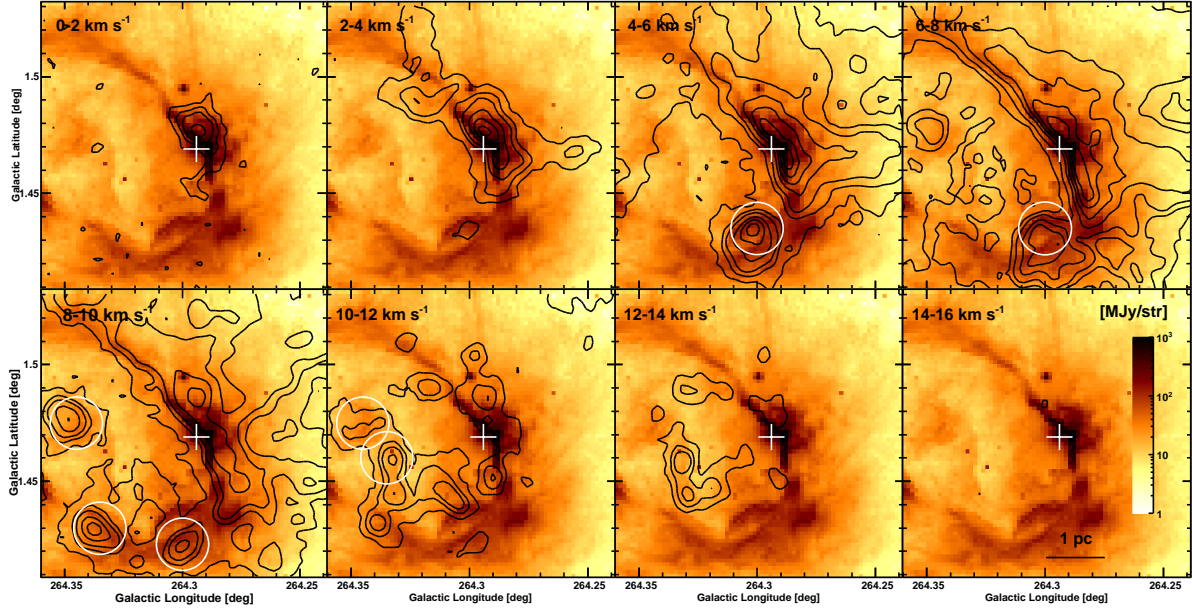 0-2 km s⁻¹
2-4 km s⁻¹
4-6 km s⁻¹
6-8 km s⁻¹
1.5
1.45
Galactic Latitude [deg]
8-10 km s⁻¹
10-12 km s⁻¹
12-14 km s⁻¹
14-16 km s⁻¹
[MJy/str]
10³
10²
10
1
1 pc
1.5
1.45
Galactic Latitude [deg]
264.35
264.3
264.25
264.35
264.3
264.25
264.35
264.3
264.25
264.35
264.3
264.25
Galactic Longitude [deg]
Galactic Longitude [deg]
Galactic Longitude [deg]
Galactic Longitude [deg]